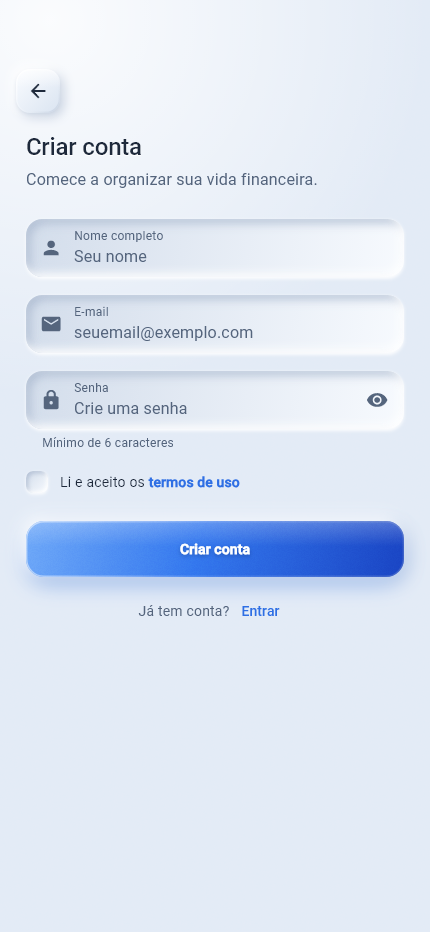 Criar conta
Comece a organizar sua vida financeira.
Nome completo
Seu nome
E-mail
seuemail@exemplo.com
Senha
Crie uma senha
Mínimo de 6 caracteres
Li e aceito os termos de uso
Criar conta
Já tem conta? Entrar